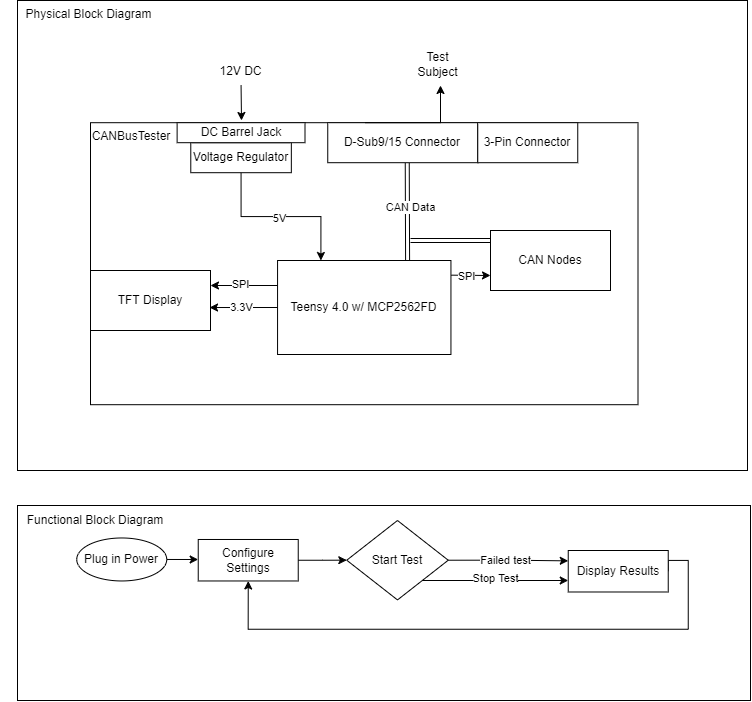 Physical Block Diagram
12V DC
Test
Subject
CANBusTester
DC Barrel Jack
Voltage Regulator
D-Sub9/15 Connector
3-Pin Connector
CAN Data
5V
CAN Nodes
SPI
SPI
TFT Display
3.3V
Teensy 4.0 w/ MCP2562FD
Functional Block Diagram
Plug in Power
Configure
Settings
Start Test
Failed test
Stop Test
Display Results